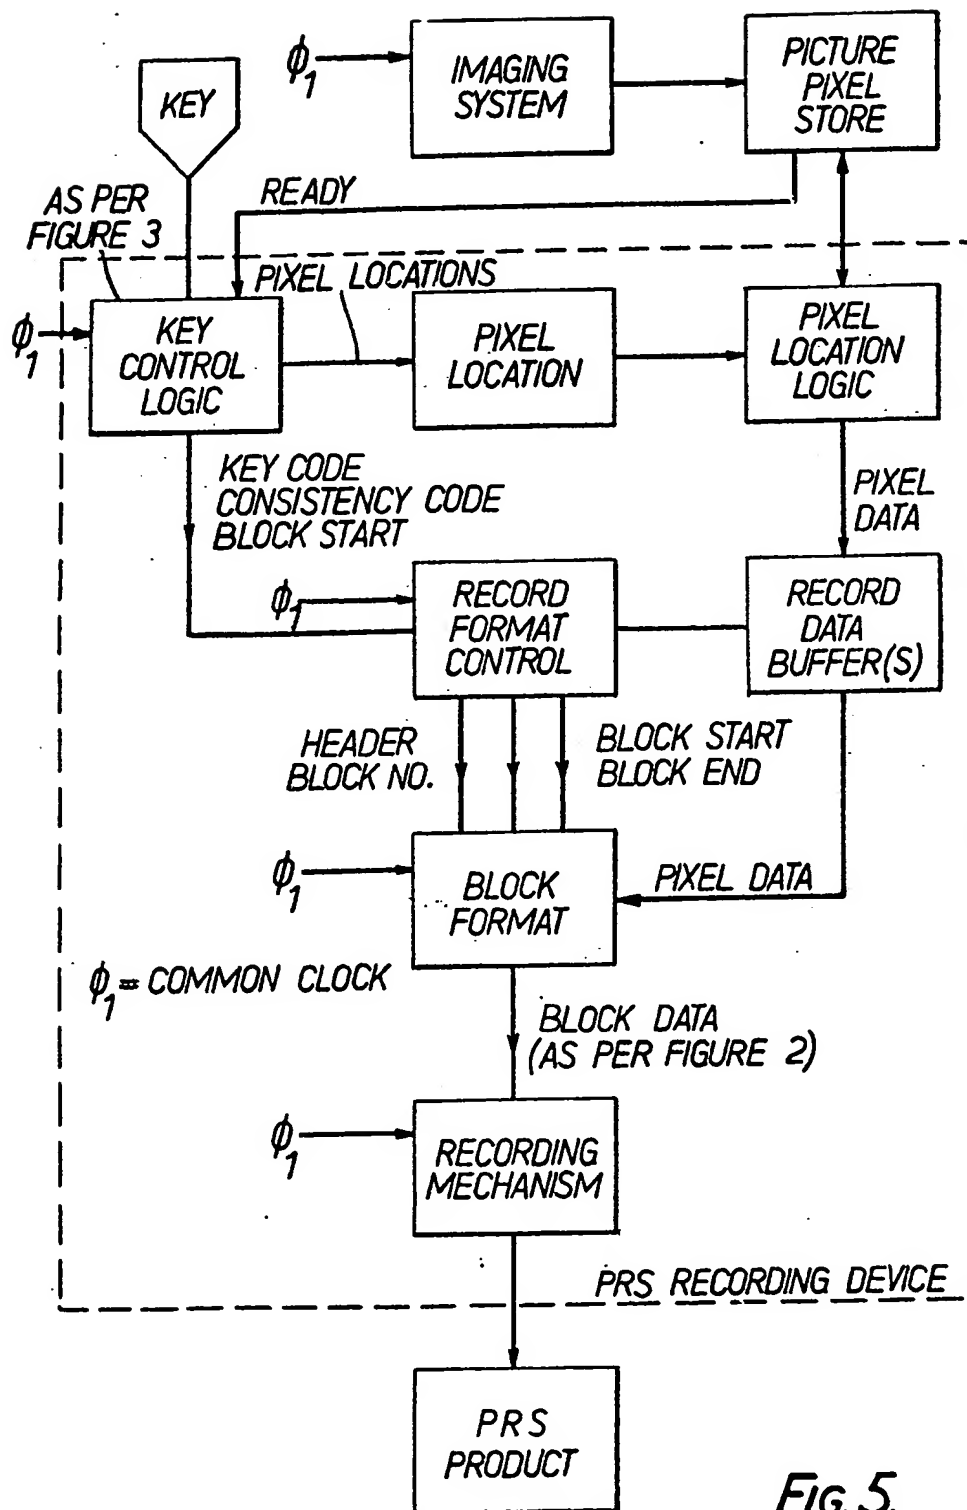 ϕ1
IMAGING
SYSTEM
PICTURE
PIXEL
STORE
KEY
AS PER
FIGURE 3
READY
PIXEL LOCATIONS
ϕ1
KEY
CONTROL
LOGIC
PIXEL
LOCATION
PIXEL
LOCATION
LOGIC
KEY CODE
CONSISTENCY CODE
BLOCK START
PIXEL
DATA
ϕ1
RECORD
FORMAT
CONTROL
RECORD
DATA
BUFFER(S)
HEADER
BLOCK NO.
BLOCK START
BLOCK END
ϕ1
BLOCK
FORMAT
PIXEL DATA
ϕ1 = COMMON CLOCK
BLOCK DATA
(AS PER FIGURE 2)
ϕ1
RECORDING
MECHANISM
PRS RECORDING DEVICE
PRS
PRODUCT
FIG. 5.